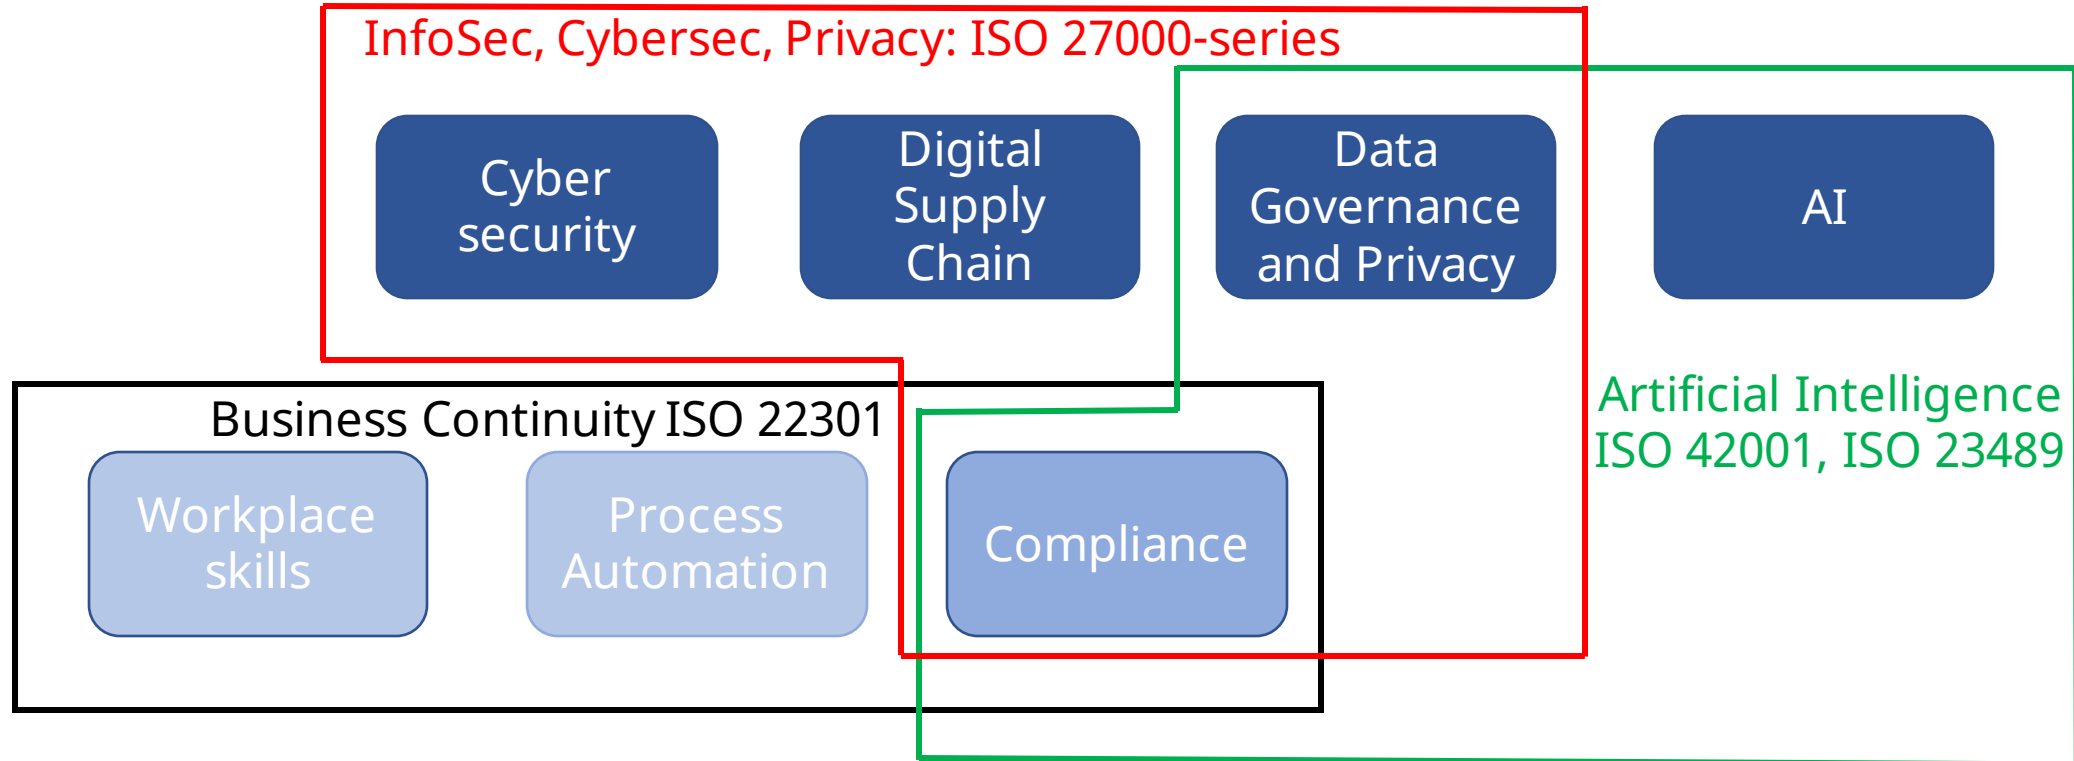 InfoSec, Cybersec, Privacy: ISO 27000-series
Cyber
security
Digital
Supply
Chain
Data
Governance
and Privacy
AI
Artificial Intelligence
ISO 42001, ISO 23489
Business Continuity ISO 22301
Workplace
skills
Process
Automation
Compliance